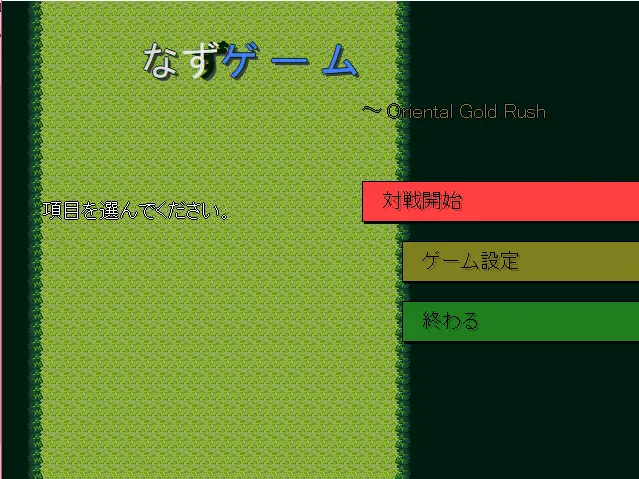 なずゲーム
～Oriental Gold Rush
対戦開始
項目を選んでください。
ゲーム設定
終わる